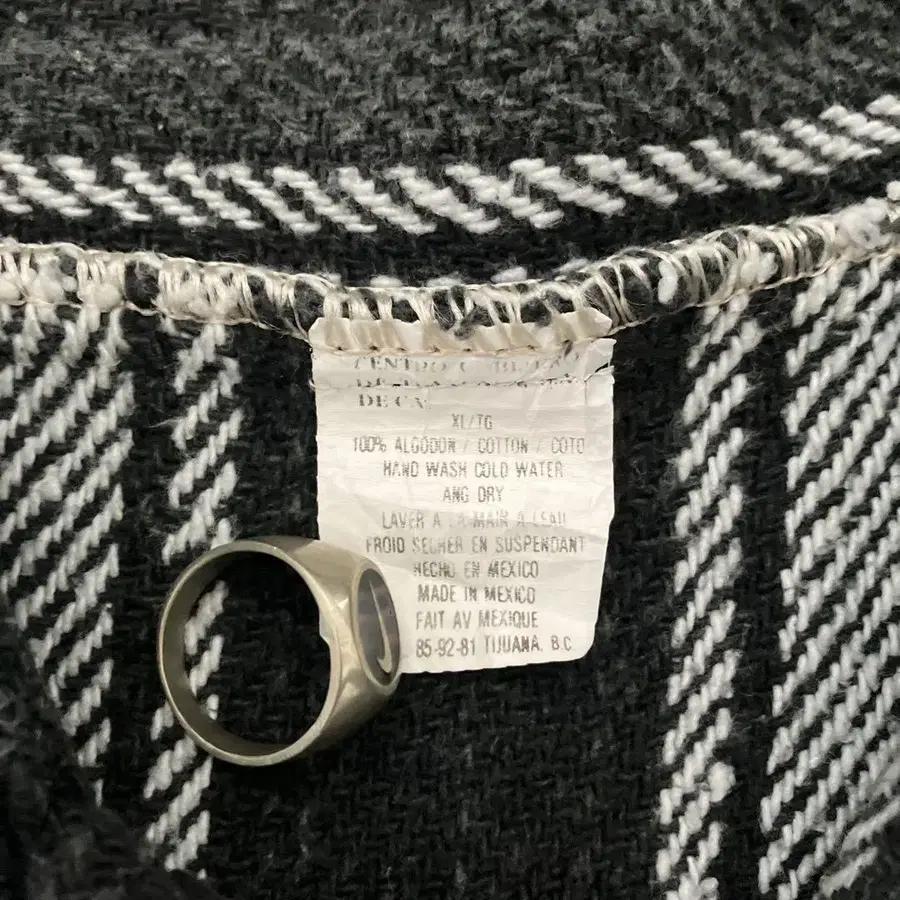 DE
XL/TG
100% ALGODON / COTTON / COTO
HAND WASH COLD WATER
ANG DRY
LAVER A LA MAIN A L'EAU
FROID SECHER EN SUSPENDANT
HECHO EN MEXICO
MADE IN MEXICO
FAIT AV MEXIQUE
85-92-81 TIJUANA, B.C